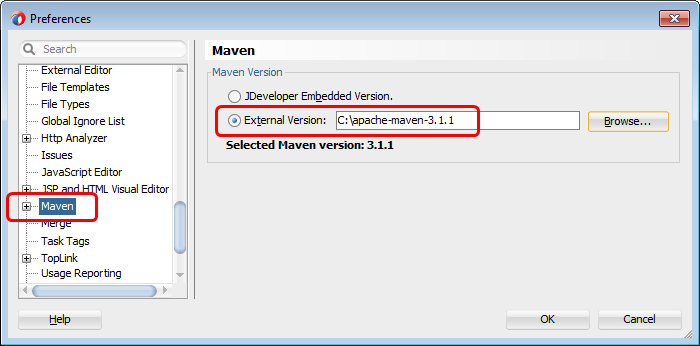 Preferences
Search
External Editor
File Templates
File Types
Global Ignore List
Http Analyzer
Issues
JavaScript Editor
JSP and HTML Visual Editor
Maven
Merge
Task Tags
TopLink
Usage Reporting
Maven
Maven Version
JDeveloper Embedded Version.
External Version: C:\apache-maven-3.1.1 Browse...
Selected Maven version: 3.1.1
Help OK Cancel